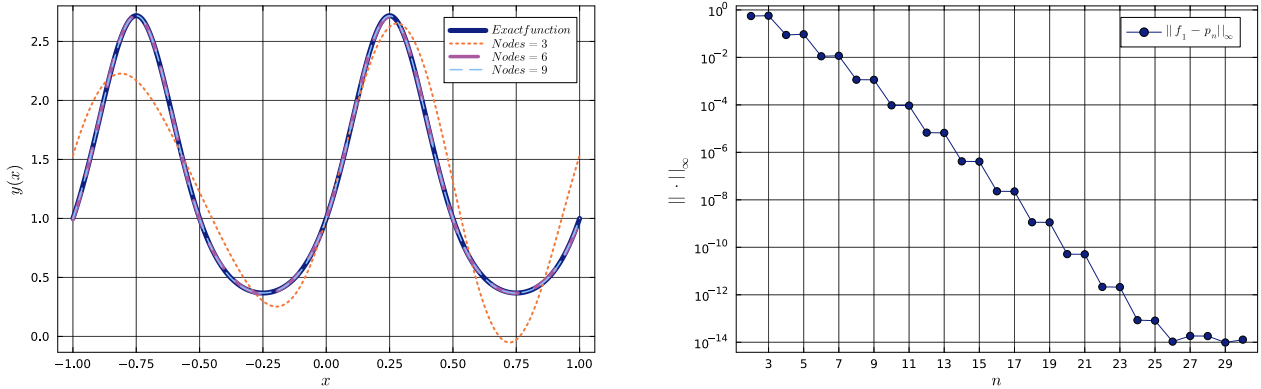 2.5
2.0
1.5
1.0
0.5
0.0
y(x)
−1.00 −0.75 −0.50 −0.25 0.00 0.25 0.50 0.75 1.00
x
Exactfunction
Nodes = 3
Nodes = 6
Nodes = 9
10^0
10^−2
10^−4
10^−6
10^−8
10^−10
10^−12
10^−14
|| · ||_∞
3 5 7 9 11 13 15 17 19 21 23 25 27 29
n
||f_1 − p_n||_∞